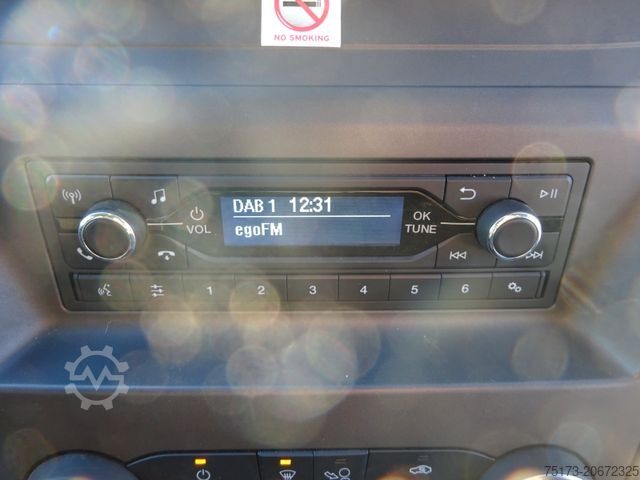 NO SMOKING
DAB 1 12:31
egoFM
VOL
OK
TUNE
1 2 3 4 5 6
75173-20672325